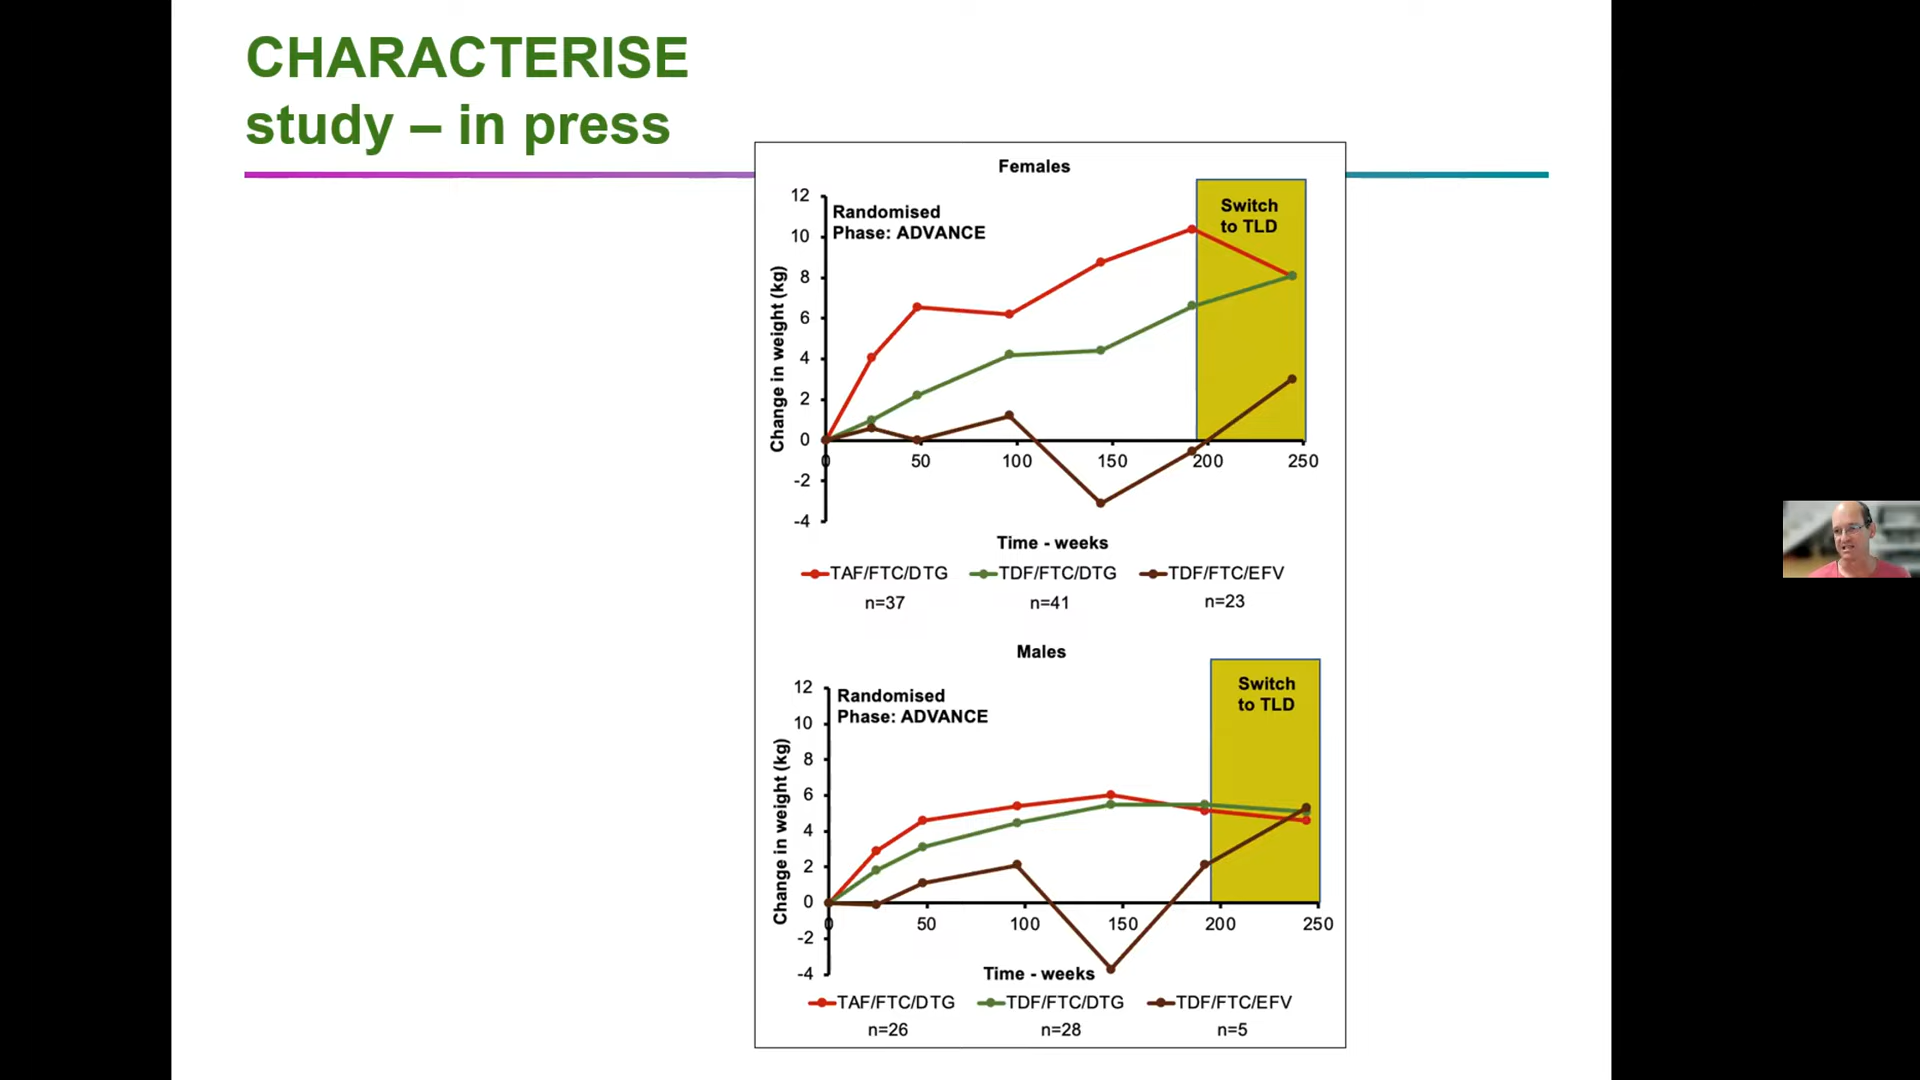 CHARACTERISE
study – in press
Females
Randomised
Phase: ADVANCE
Switch
to TLD
Change in weight (kg)
12
10
8
6
4
2
0
-2
-4
0 50 100 150 200 250
Time - weeks
TAF/FTC/DTG TDF/FTC/DTG TDF/FTC/EFV
n=37 n=41 n=23
Males
Randomised
Phase: ADVANCE
Switch
to TLD
Change in weight (kg)
12
10
8
6
4
2
0
-2
-4
0 50 100 150 200 250
Time - weeks
TAF/FTC/DTG TDF/FTC/DTG TDF/FTC/EFV
n=26 n=28 n=5